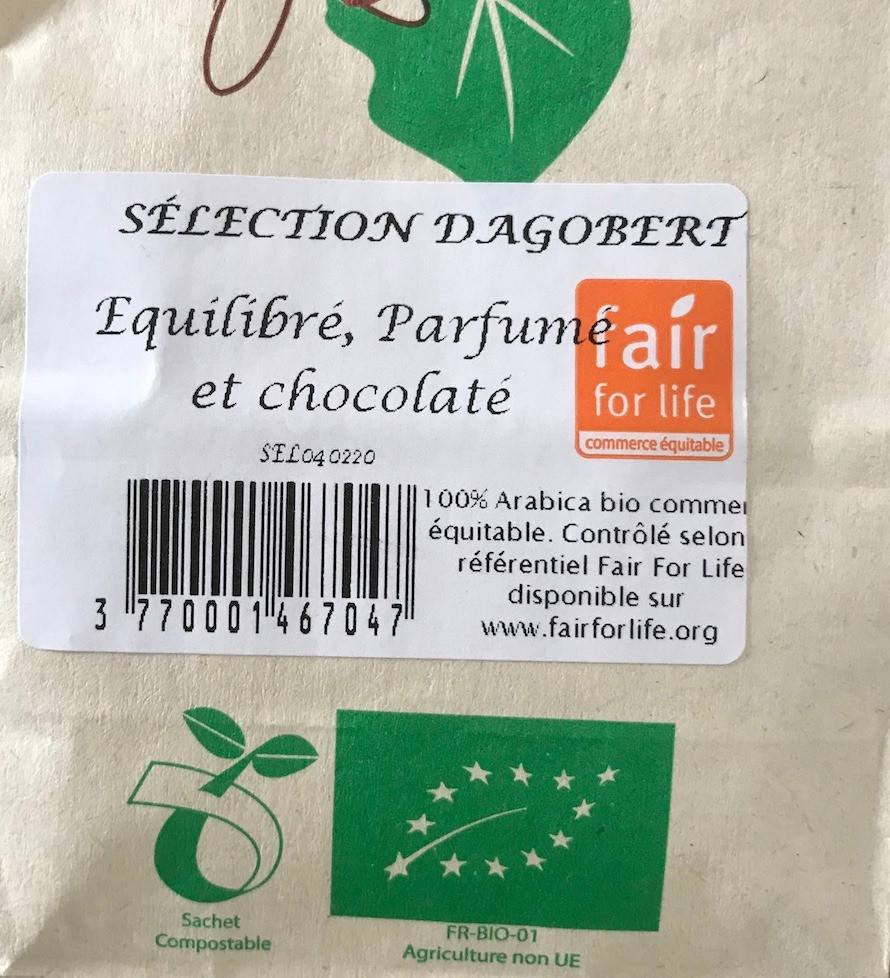 SÉLECTION DAGOBERT
Equilibré, Parfumé
et chocolaté
fair
for life
commerce équitable
SEL040220
100% Arabica bio commer
équitable. Contrôlé selon
référentiel Fair For Life
disponible sur
www.fairforlife.org
3 770001 467047
Sachet
Compostable
FR-BIO-01
Agriculture non UE